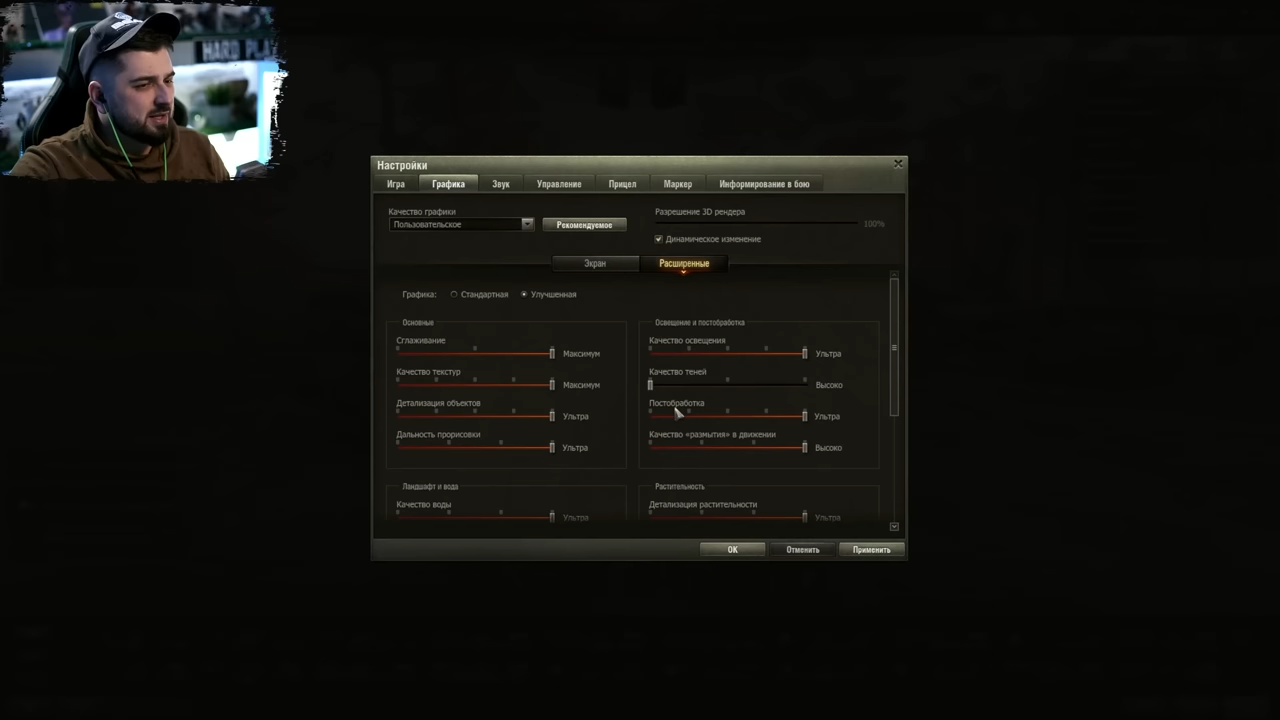 HARD PLA
Настройки
Игра Графика Звук Управление Прицел Маркер Информирование в бою
Качество графики
Пользовательское
Рекомендуемое
Разрешение 3D рендера
100%
Динамическое изменение
Экран Расширенные
Графика: Стандартная Улучшенная
Основные
Сглаживание
Максимум
Качество текстур
Максимум
Детализация объектов
Ультра
Дальность прорисовки
Ультра
Освещение и постобработка
Качество освещения
Ультра
Качество теней
Высоко
Постобработка
Ультра
Качество «размытия» в движении
Высоко
Ландшафт и вода
Качество воды
Ультра
Растительность
Детализация растительности
Ультра
ОК Отменить Применить